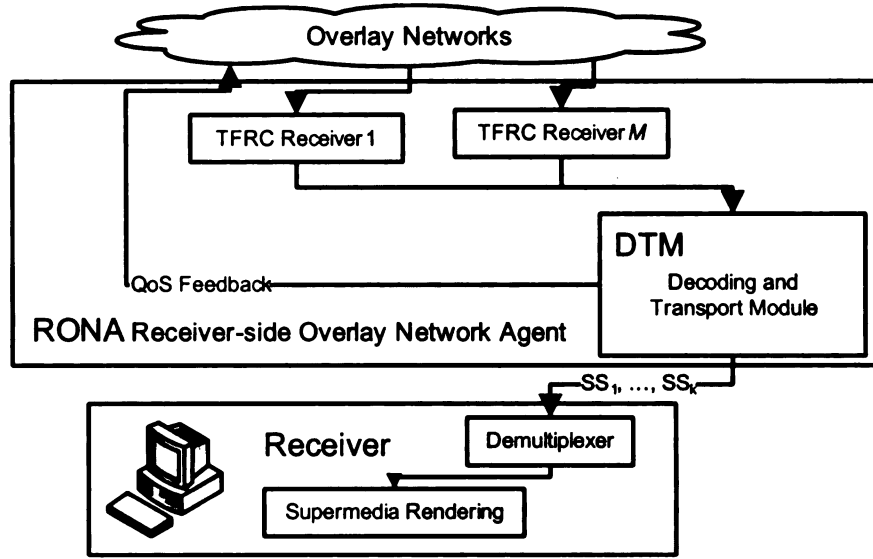 Overlay Networks
TFRC Receiver 1
TFRC Receiver M
DTM
Decoding and
Transport Module
QoS Feedback
RONA Receiver-side Overlay Network Agent
SS1, ..., SSk
Receiver
Demultiplexer
Supermedia Rendering